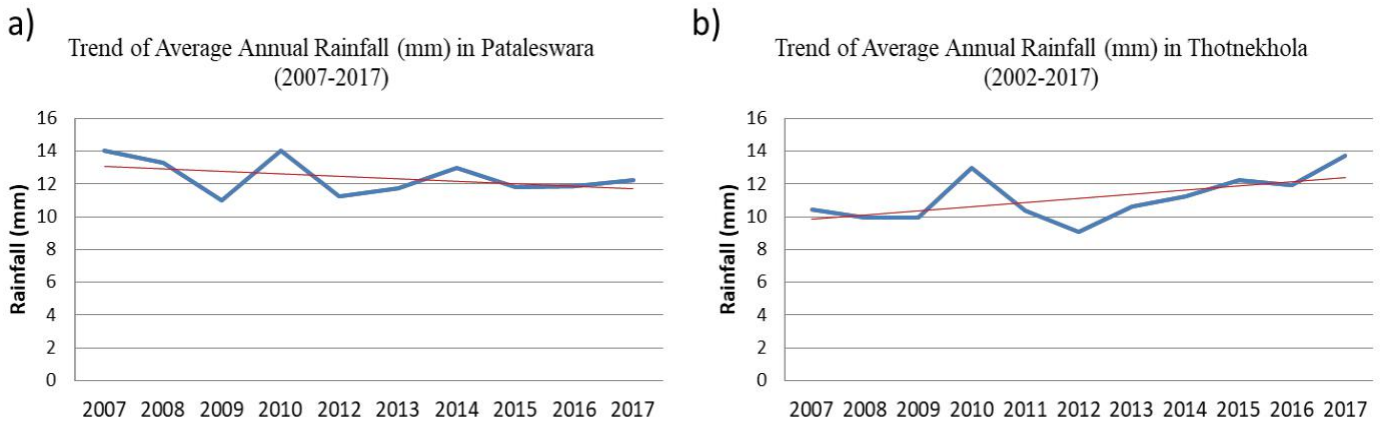 a)
Trend of Average Annual Rainfall (mm) in Pataleswara
(2007-2017)
Rainfall (mm)
16
14
12
10
8
6
4
2
0
2007 2008 2009 2010 2012 2013 2014 2015 2016 2017
b)
Trend of Average Annual Rainfall (mm) in Thotnekhola
(2002-2017)
Rainfall (mm)
16
14
12
10
8
6
4
2
0
2007 2008 2009 2010 2011 2012 2013 2014 2015 2016 2017